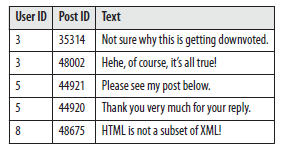 User ID Post ID Text
3 35314 Not sure why this is getting downvoted.
3 48002 Hehe, of course, it's all true!
5 44921 Please see my post below.
5 44920 Thank you very much for your reply.
8 48675 HTML is not a subset of XML!